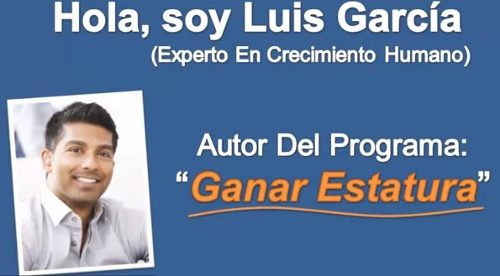 Hola, soy Luis García
(Experto En Crecimiento Humano)
Autor Del Programa:
“Ganar Estatura”